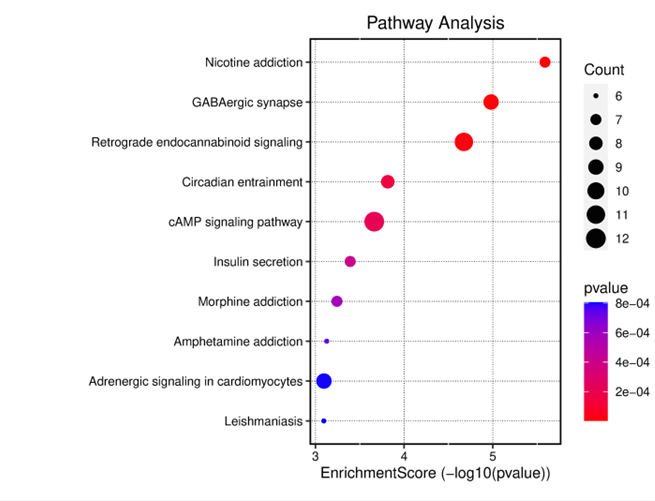 Pathway Analysis
Nicotine addiction
GABAergic synapse
Retrograde endocannabinoid signaling
Circadian entrainment
cAMP signaling pathway
Insulin secretion
Morphine addiction
Amphetamine addiction
Adrenergic signaling in cardiomyocytes
Leishmaniasis
3 4 5
EnrichmentScore (−log10(pvalue))
Count
6
7
8
9
10
11
12
pvalue
8e−04
6e−04
4e−04
2e−04